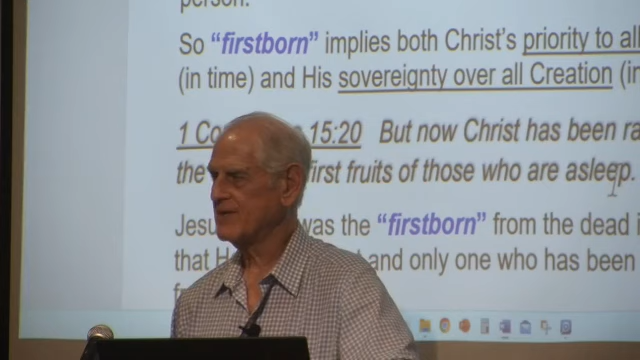 person.
So “firstborn” implies both Christ’s priority to all
(in time) and His sovereignty over all Creation (in
1 Co 15:20 But now Christ has been ra
the first fruits of those who are asleep.
Jesu was the “firstborn” from the dead i
that H and only one who has been